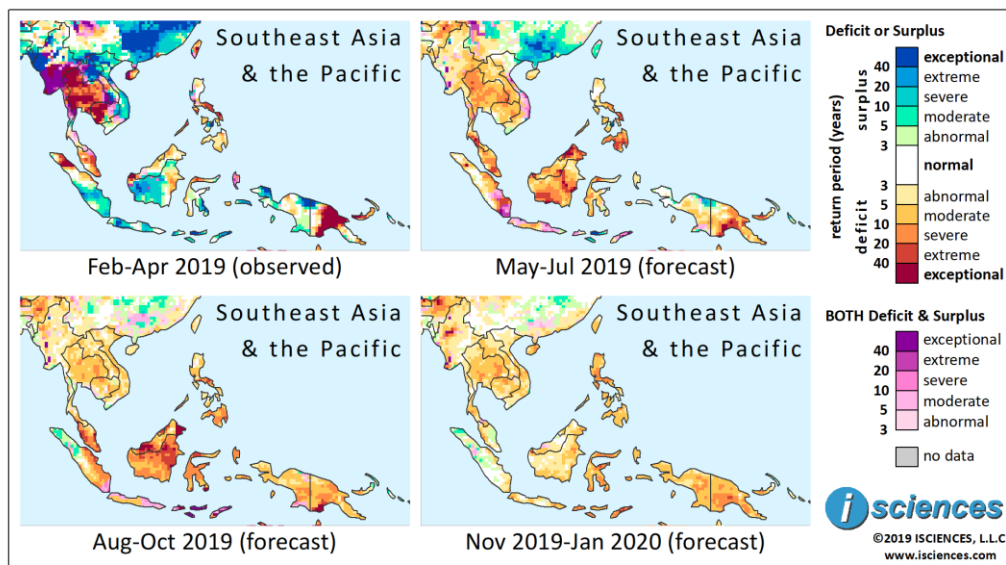 Southeast Asia
& the Pacific
Feb-Apr 2019 (observed)
Southeast Asia
& the Pacific
May-Jul 2019 (forecast)
Southeast Asia
& the Pacific
Aug-Oct 2019 (forecast)
Southeast Asia
& the Pacific
Nov 2019-Jan 2020 (forecast)
Deficit or Surplus
return period (years)
surplus
deficit
exceptional
40
extreme
20
severe
10
moderate
5
abnormal
3
normal
3
abnormal
5
moderate
10
severe
20
extreme
40
exceptional
BOTH Deficit & Surplus
exceptional
40
extreme
20
severe
10
moderate
5
abnormal
3
no data
i sciences
©2019 ISCIENCES, L.L.C
www.isciences.com